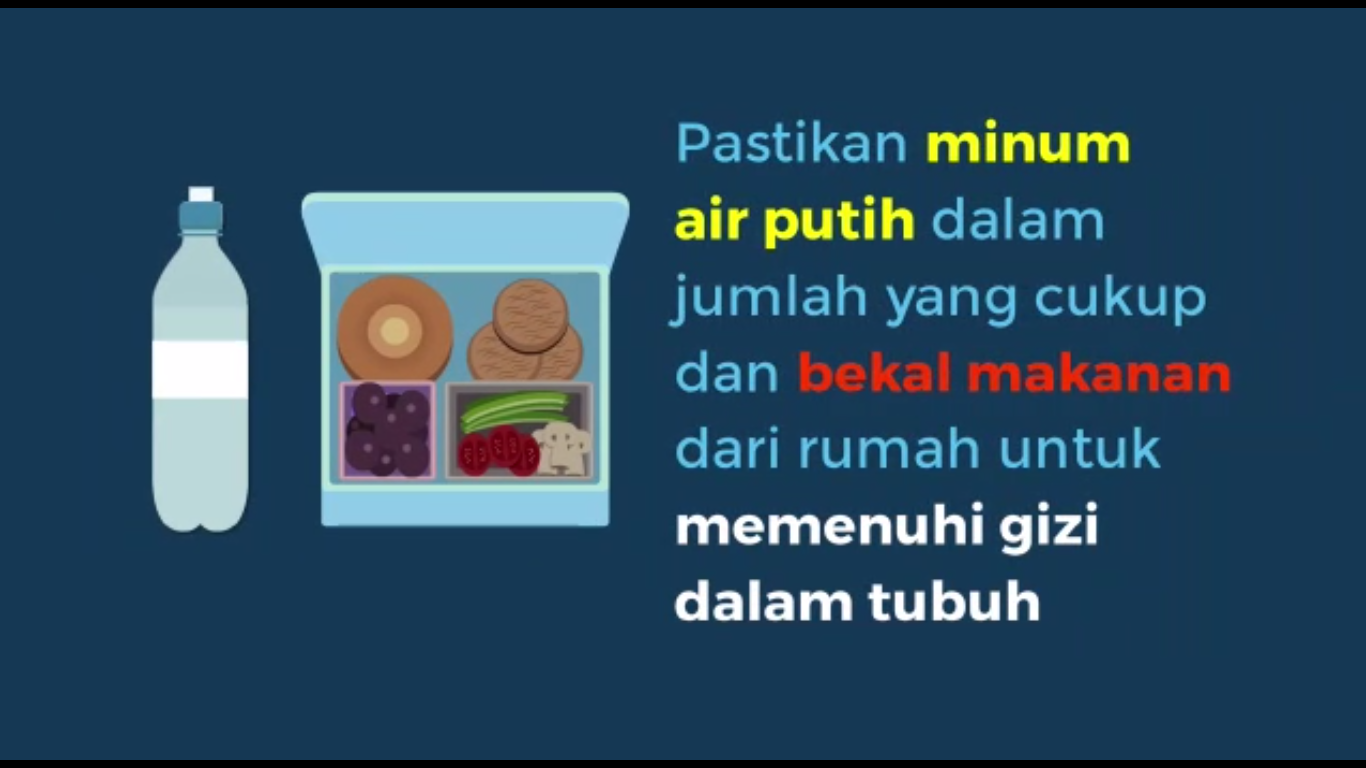 Pastikan minum
air putih dalam
jumlah yang cukup
dan bekal makanan
dari rumah untuk
memenuhi gizi
dalam tubuh